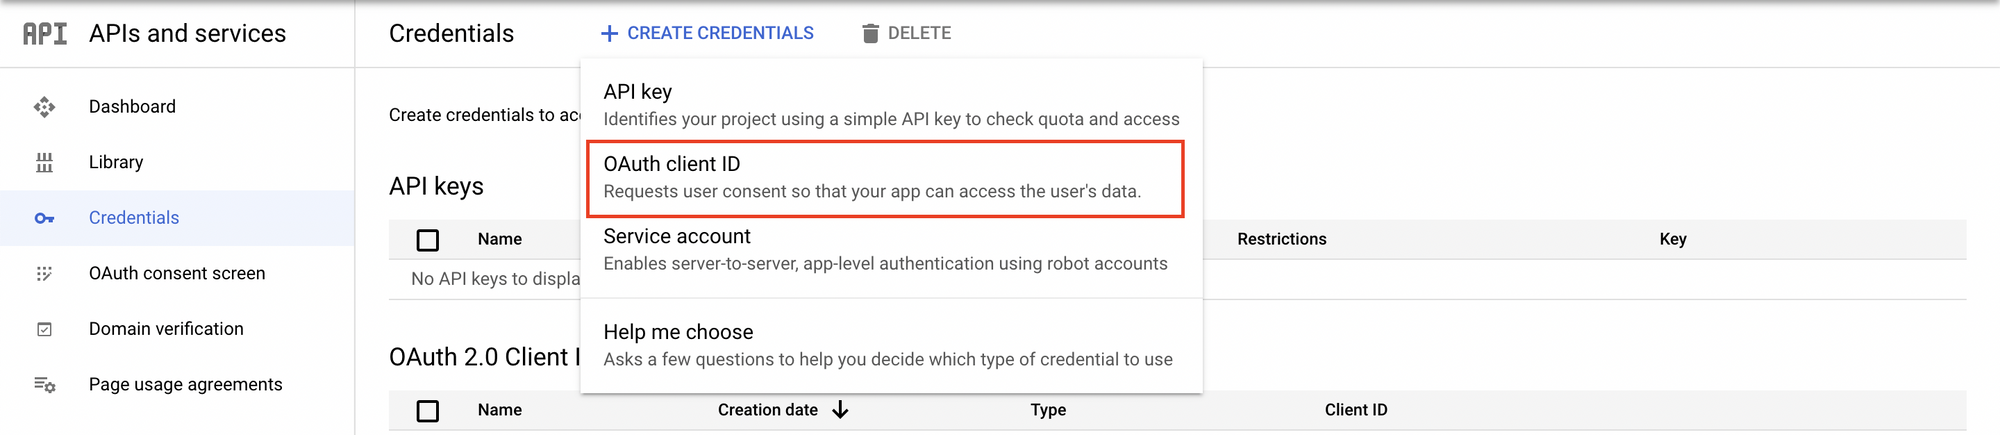 API APIs and services
Credentials
CREATE CREDENTIALS
DELETE
Dashboard
Library
Credentials
OAuth consent screen
Domain verification
Page usage agreements
Create credentials to
API key
Identifies your project using a simple API key to check quota and access
OAuth client ID
Requests user consent so that your app can access the user's data.
Service account
Enables server-to-server, app-level authentication using robot accounts
Help me choose
Asks a few questions to help you decide which type of credential to use
API keys
Name Restrictions Key
No API keys to displa
OAuth 2.0 Client I
Name Creation date Type Client ID